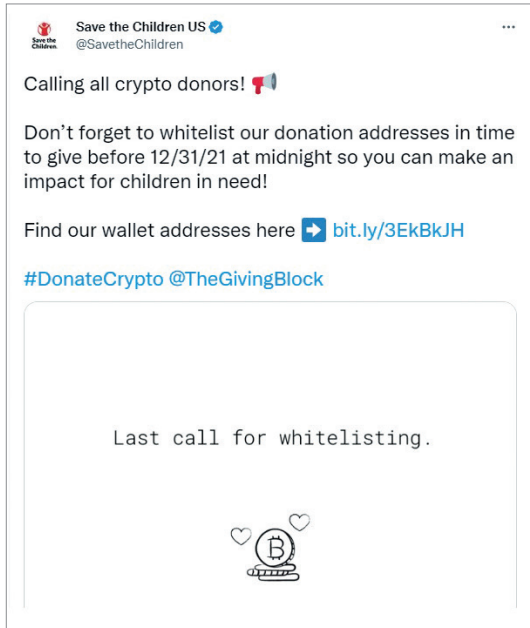 Save the Children US
@SavetheChildren
Save the
Children
Calling all crypto donors! 📢
Don’t forget to whitelist our donation addresses in time
to give before 12/31/21 at midnight so you can make an
impact for children in need!
Find our wallet addresses here ➡️ bit.ly/3EkBkJH
#DonateCrypto @TheGivingBlock
Last call for whitelisting.
B